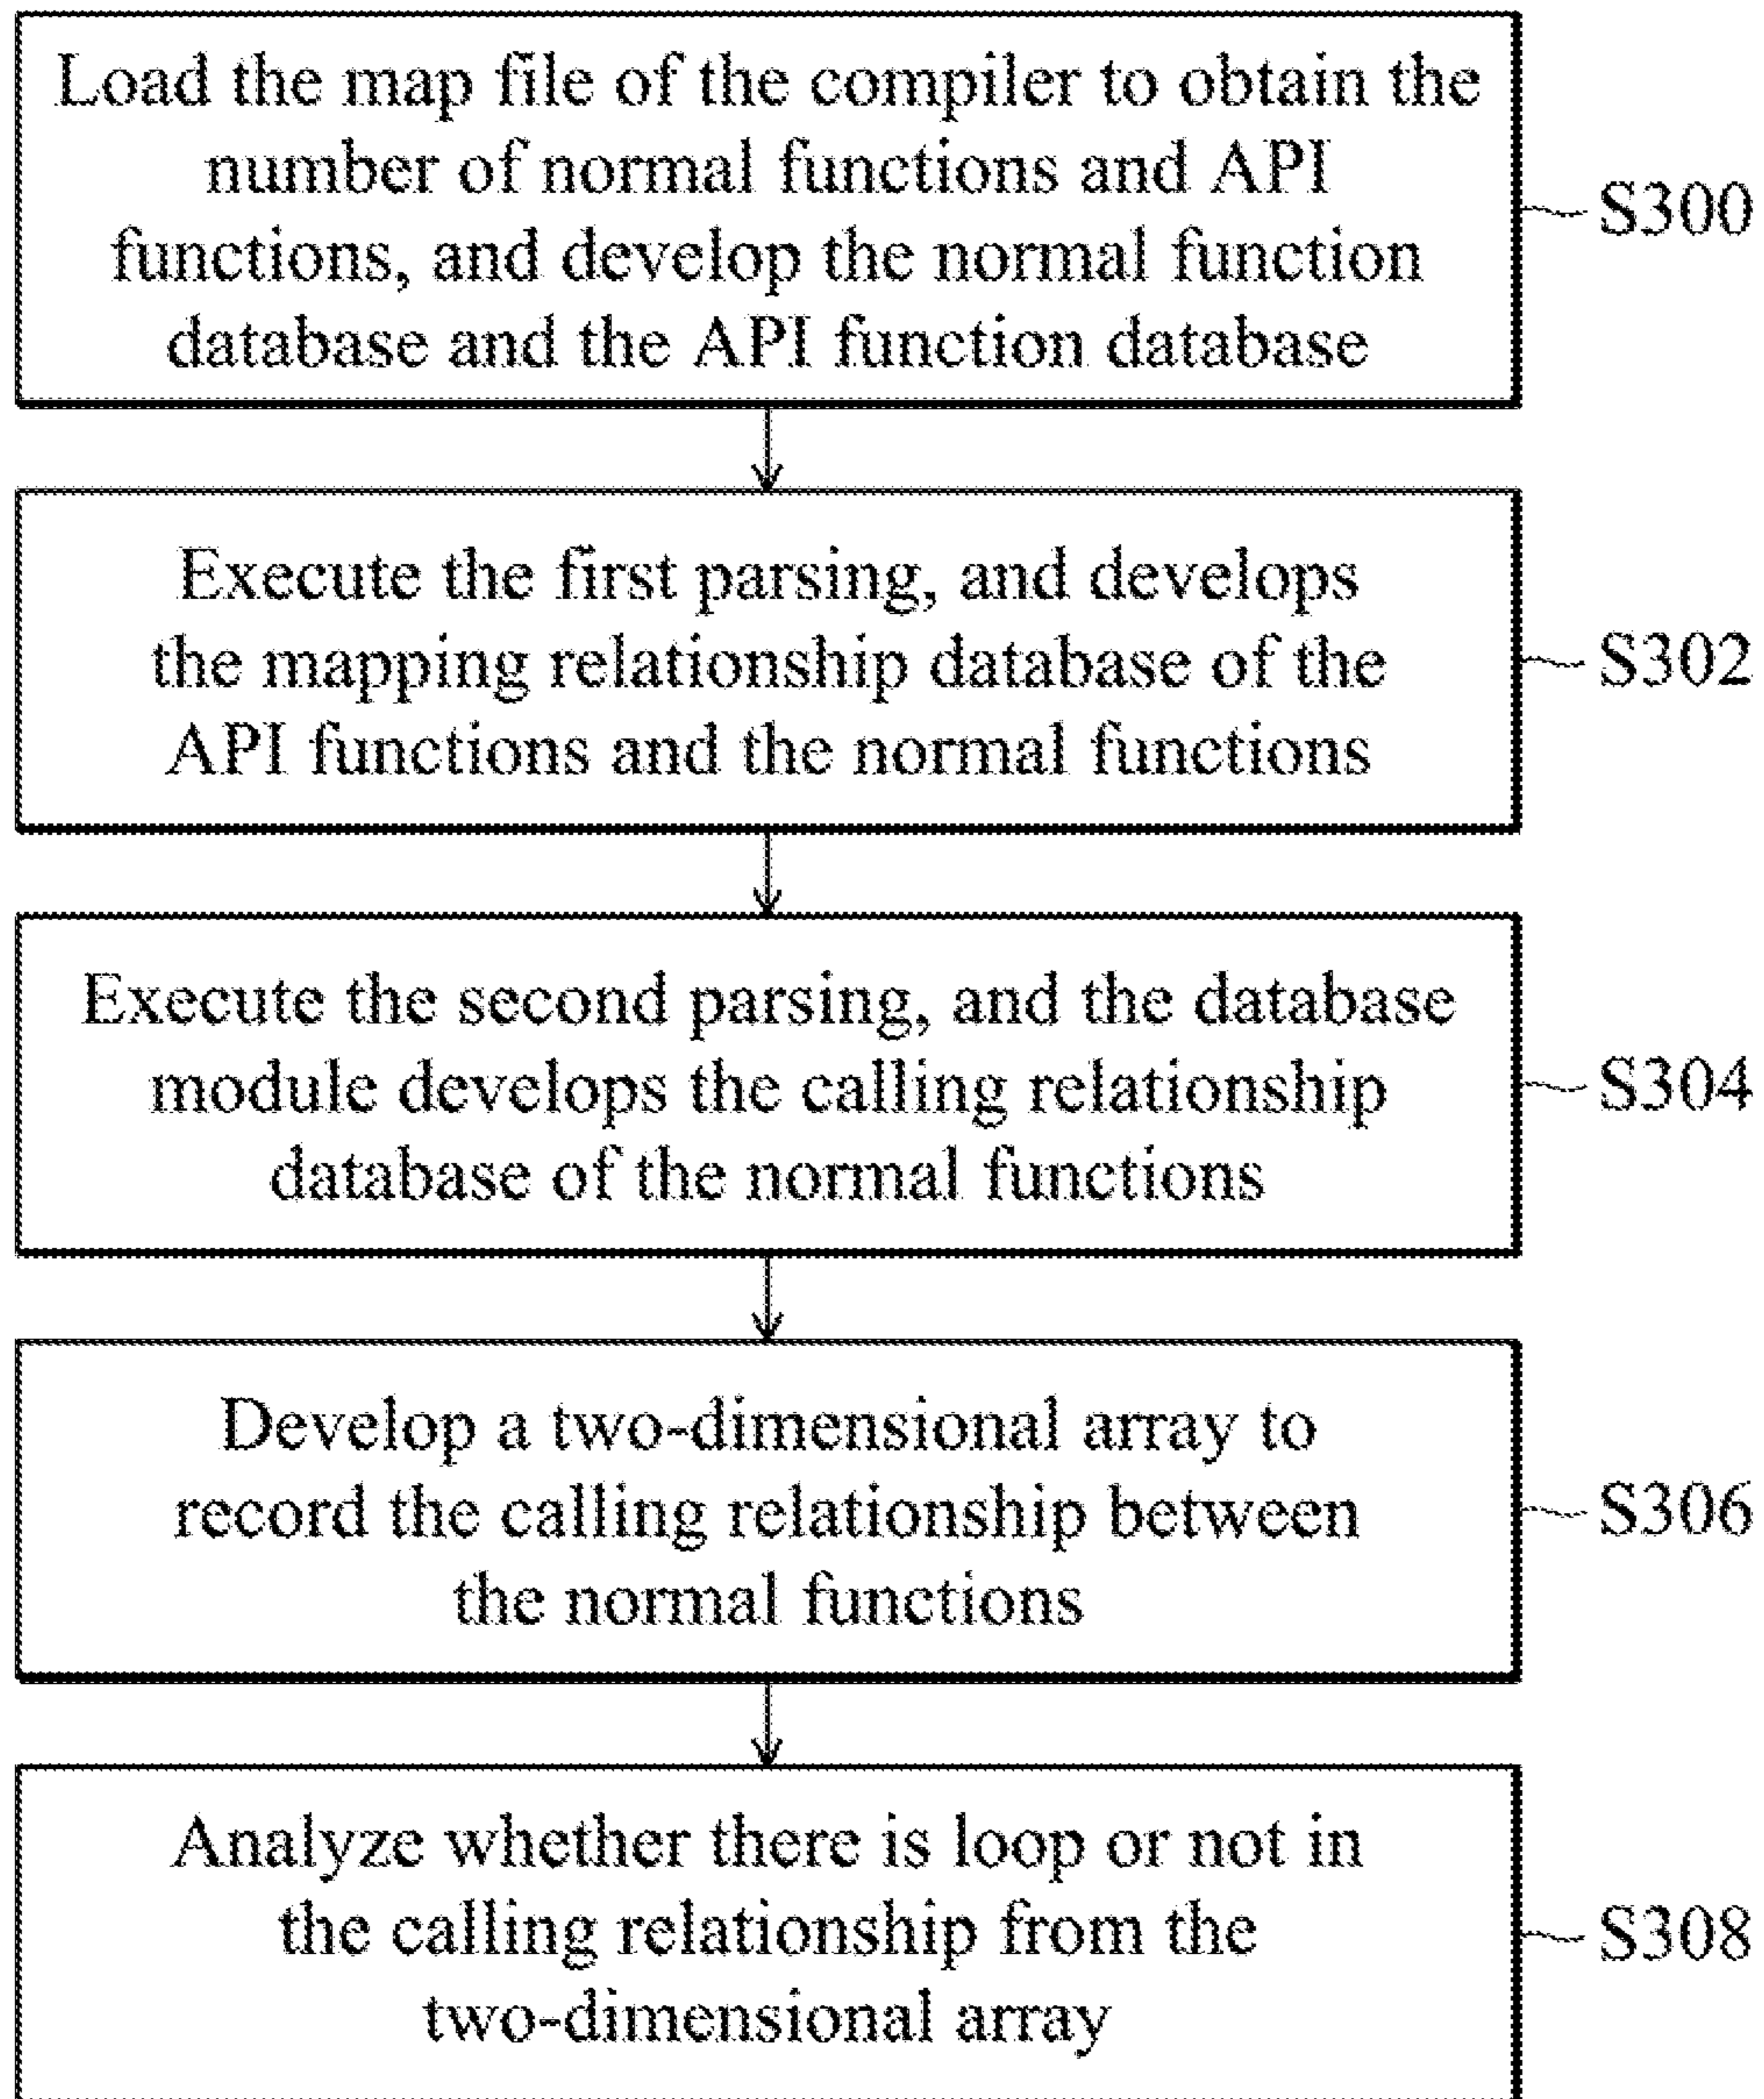 Load the map file of the compiler to obtain the
number of normal functions and API
functions, and develop the normal function
database and the API function database
S300
Execute the first parsing, and develops
the mapping relationship database of the
API functions and the normal functions
S302
Execute the second parsing, and the database
module develops the calling relationship
database of the normal functions
S304
Develop a two-dimensional array to
record the calling relationship between
the normal functions
S306
Analyze whether there is loop or not in
the calling relationship from the
two-dimensional array
S308